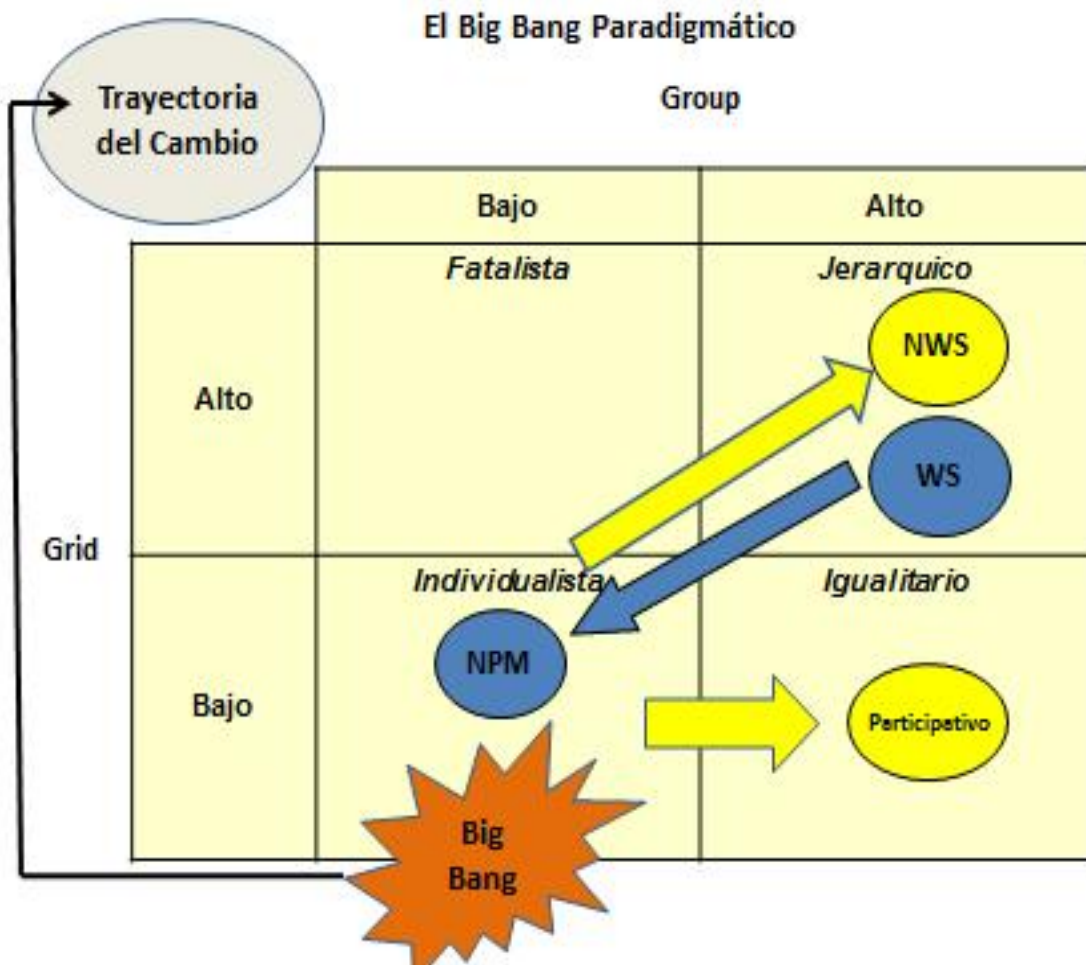 El Big Bang Paradigmático
Trayectoria
del Cambio
Group
Bajo
Alto
Fatalista
Jerarquico
NWS
Alto
WS
Grid
Individualista
Igualitario
NPM
Bajo
Participativo
Big
Bang